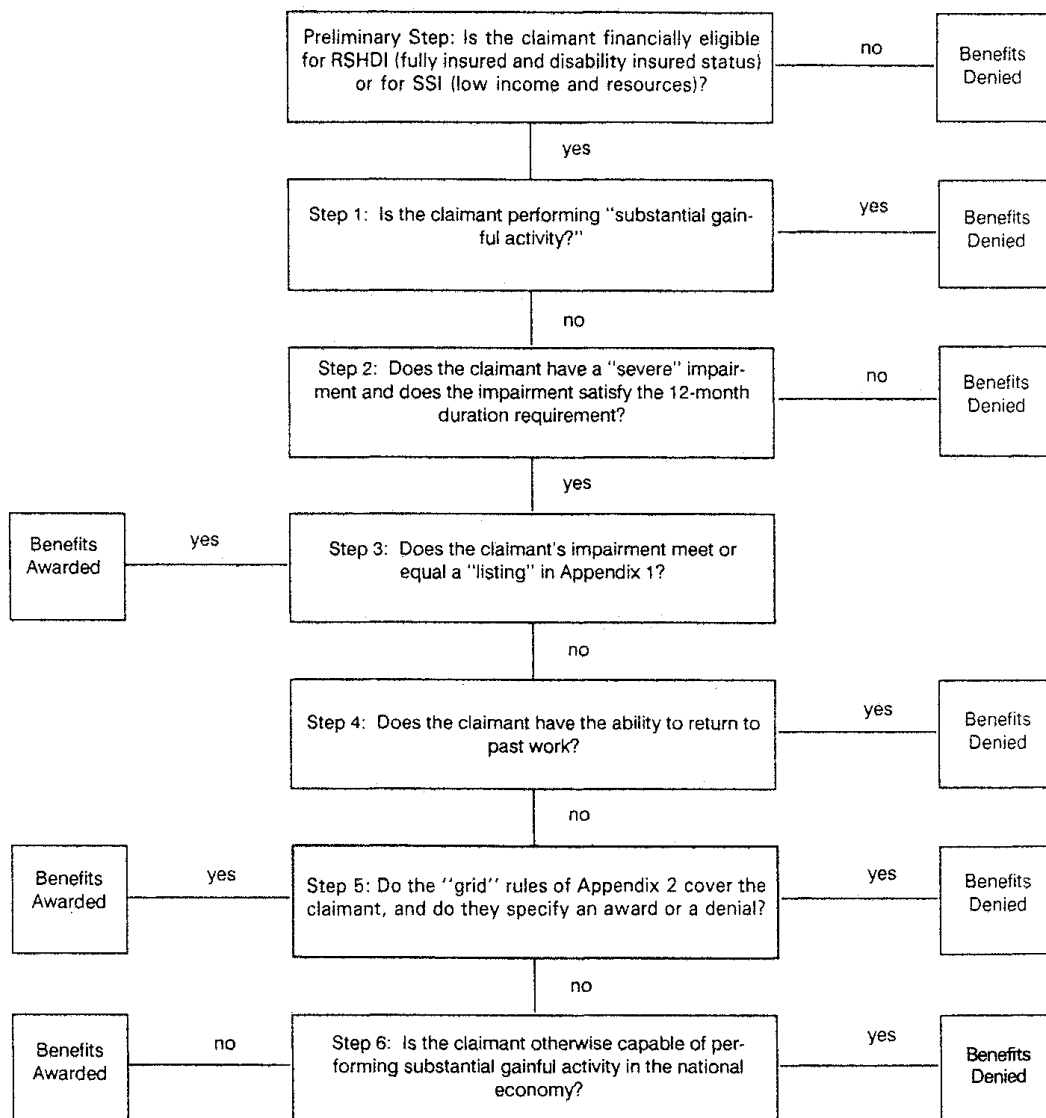 Preliminary Step: Is the claimant financially eligible
for RSHDI (fully insured and disability insured status)
or for SSI (low income and resources)?
no
Benefits
Denied
yes
Step 1: Is the claimant performing "substantial gain-
ful activity?"
yes
Benefits
Denied
no
Step 2: Does the claimant have a "severe" impair-
ment and does the impairment satisfy the 12-month
duration requirement?
no
Benefits
Denied
yes
Benefits
Awarded
yes
Step 3: Does the claimant's impairment meet or
equal a "listing" in Appendix 1?
no
Step 4: Does the claimant have the ability to return to
past work?
yes
Benefits
Denied
no
Benefits
Awarded
yes
Step 5: Do the "grid" rules of Appendix 2 cover the
claimant, and do they specify an award or a denial?
yes
Benefits
Denied
no
Benefits
Awarded
no
Step 6: Is the claimant otherwise capable of per-
forming substantial gainful activity in the national
economy?
yes
Benefits
Denied